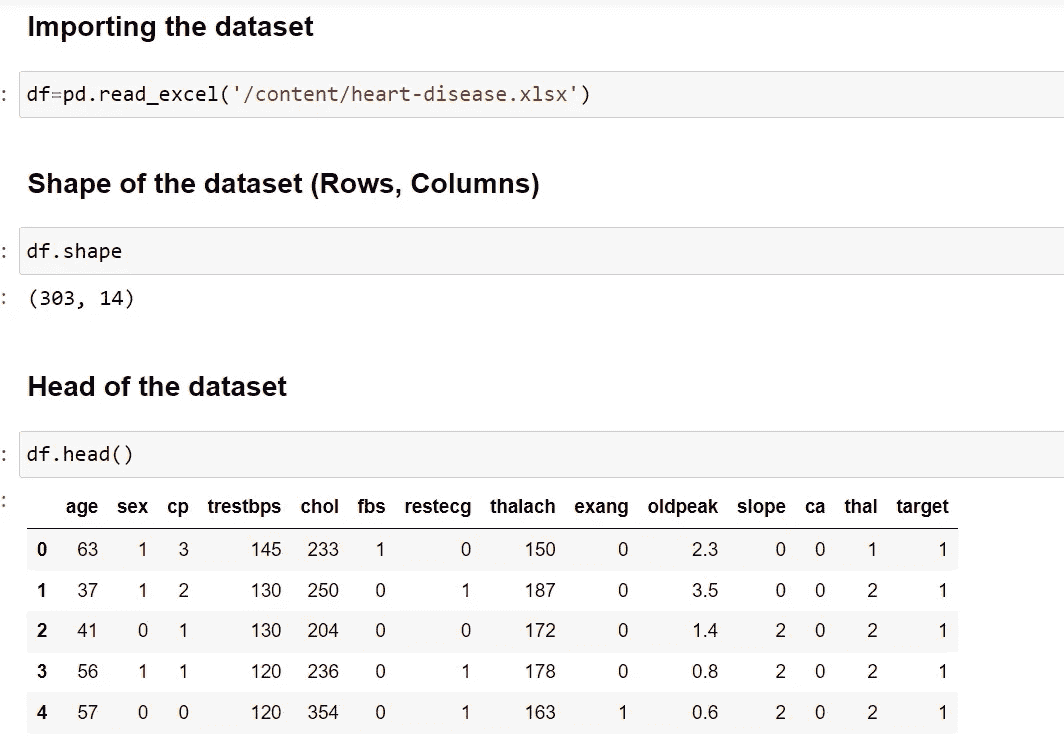 Importing the dataset
: df=pd.read_excel('/content/heart-disease.xlsx')
Shape of the dataset (Rows, Columns)
: df.shape
: (303, 14)
Head of the dataset
: df.head()
:
age sex cp trestbps chol fbs restecg thalach exang oldpeak slope ca thal target
0 63 1 3 145 233 1 0 150 0 2.3 0 0 1 1
1 37 1 2 130 250 0 1 187 0 3.5 0 0 2 1
2 41 0 1 130 204 0 0 172 0 1.4 2 0 2 1
3 56 1 1 120 236 0 1 178 0 0.8 2 0 2 1
4 57 0 0 120 354 0 1 163 1 0.6 2 0 2 1